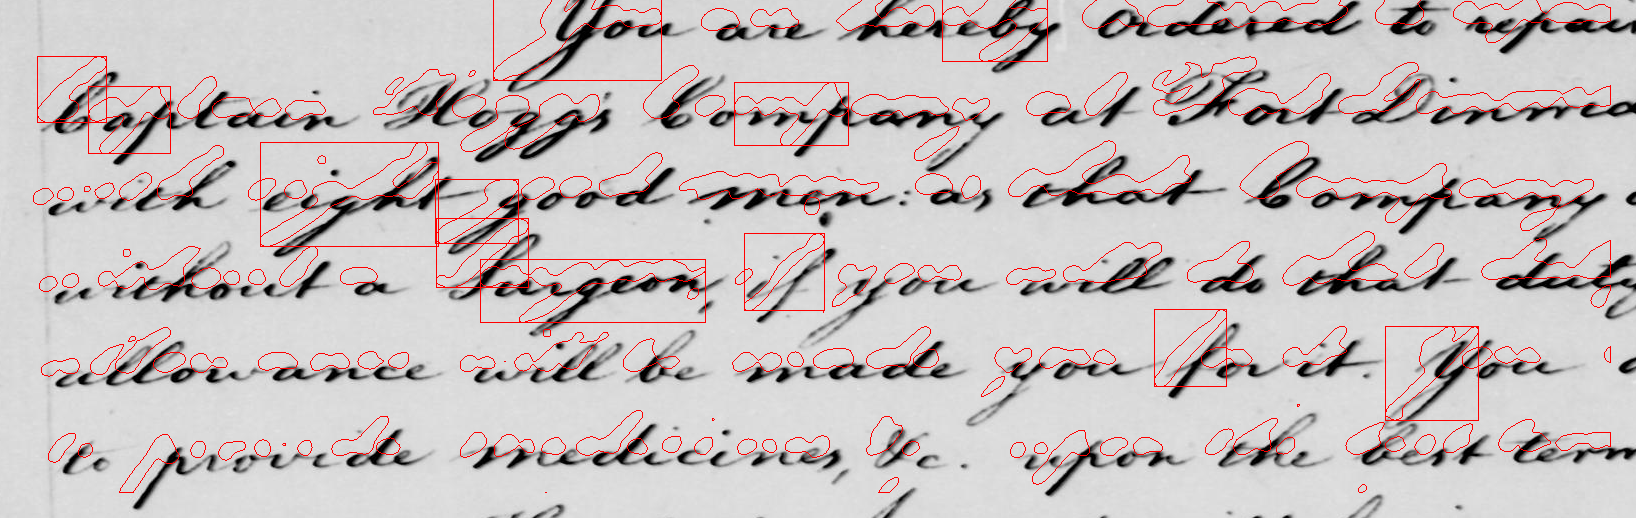 You are hereby ordered to repair
Captain Hogg's Company at Fort Dinwid
with eight good men: as that Company
without a Surgeon, if you will do that duty
allowance will be made you for it. You
to provide medicines, &c. upon the best term